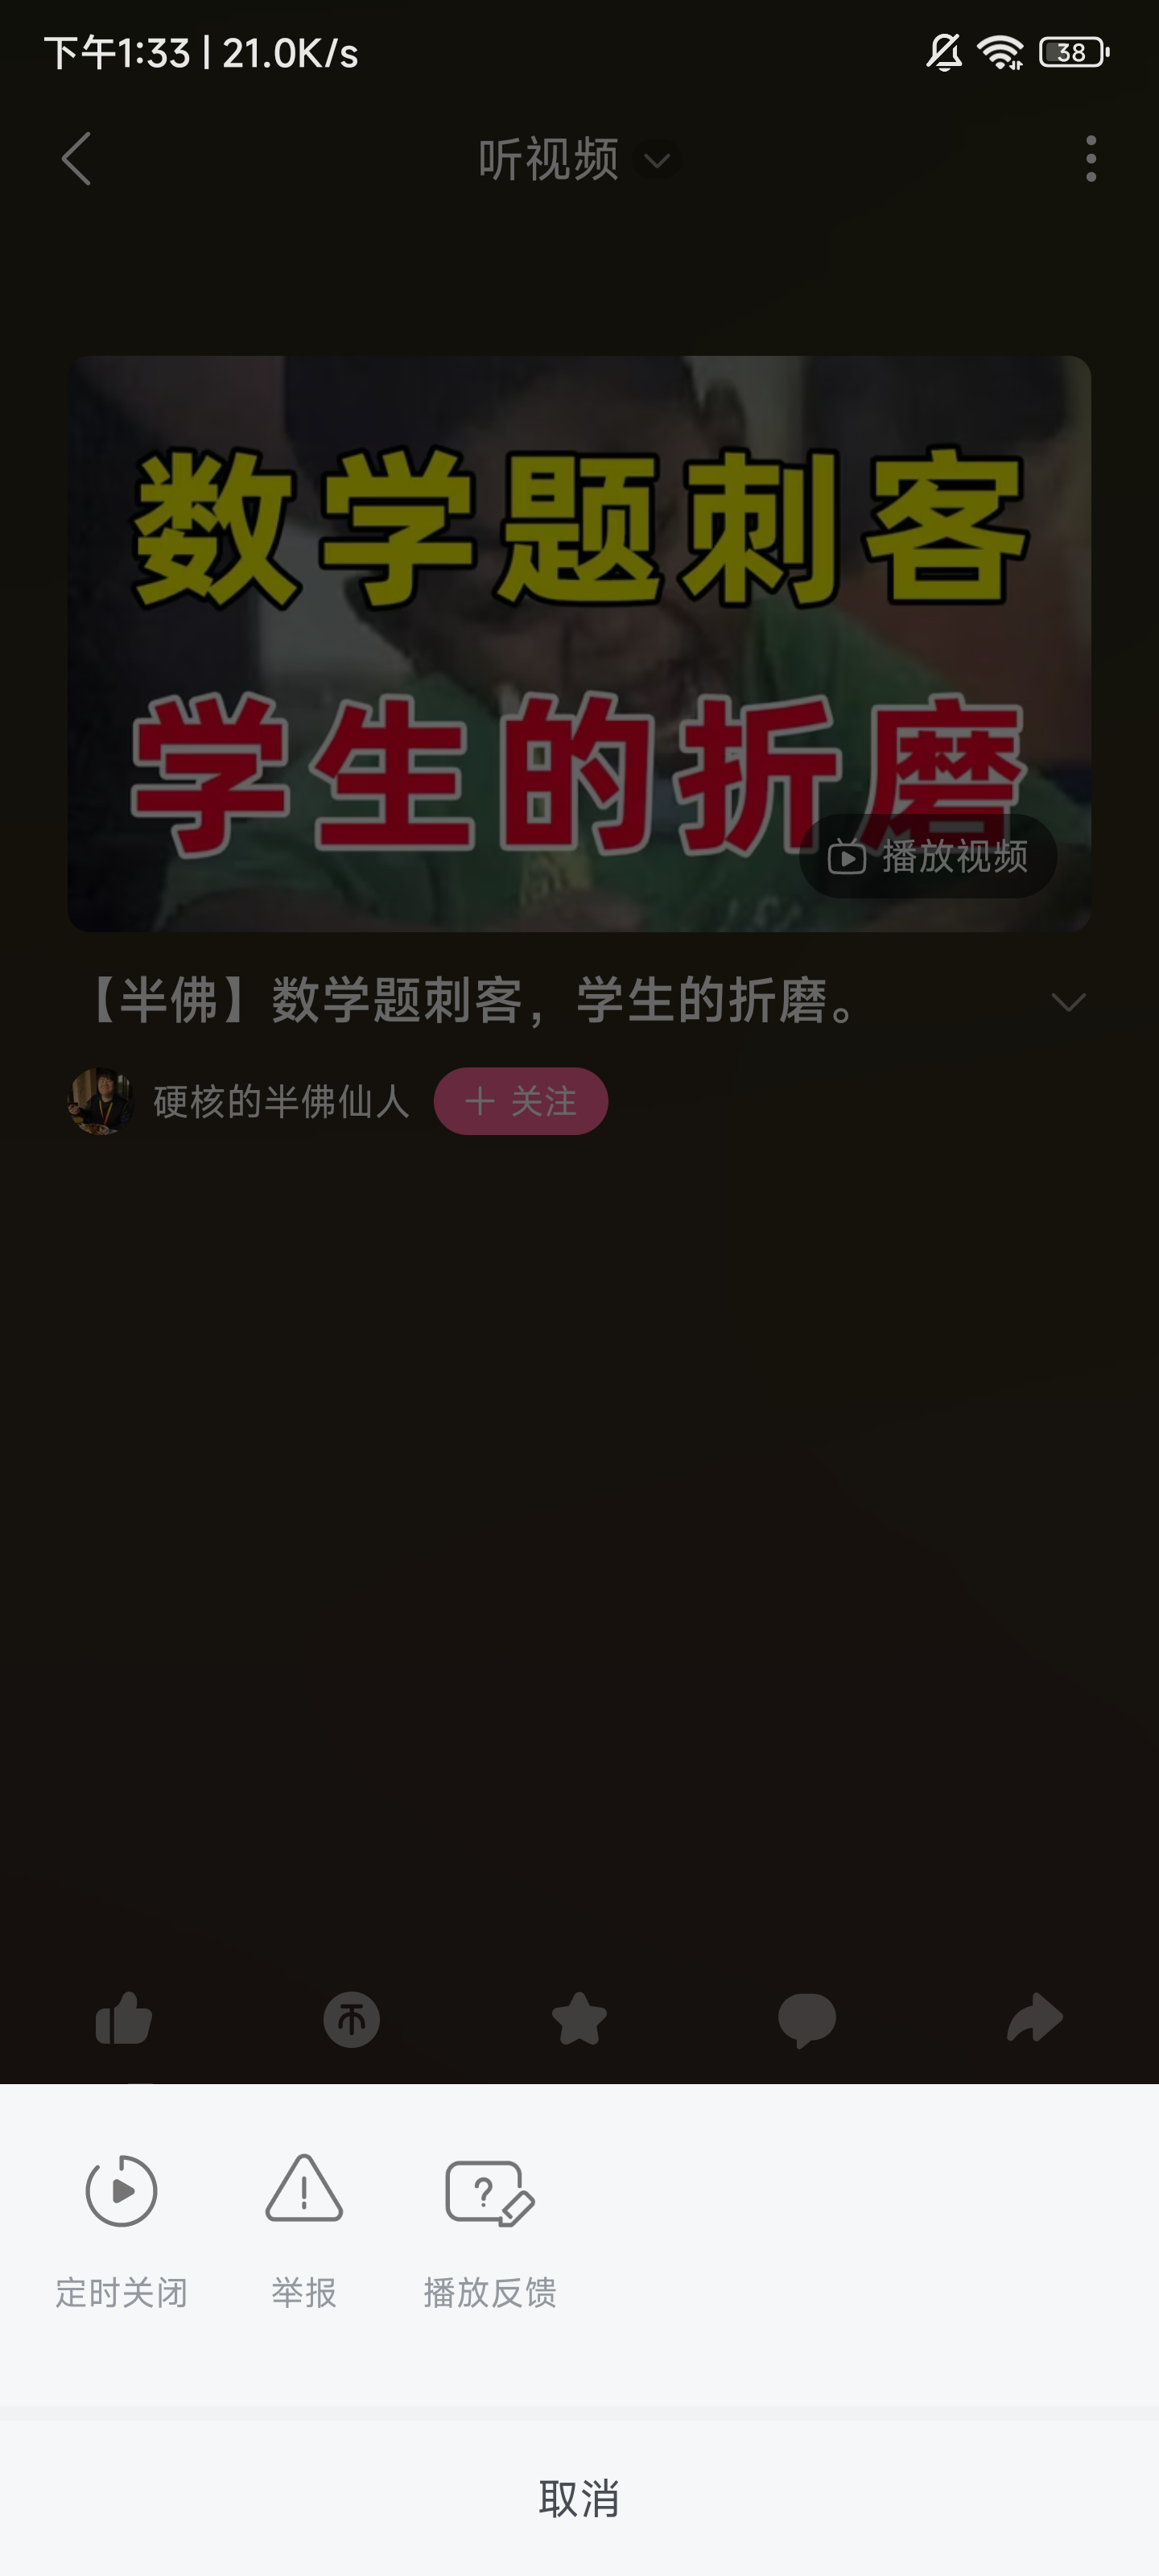 下午1:33 | 21.0K/s
38
听视频
数学题刺客
学生的折磨
播放视频
【半佛】数学题刺客，学生的折磨。
硬核的半佛仙人
关注
定时关闭
举报
播放反馈
取消